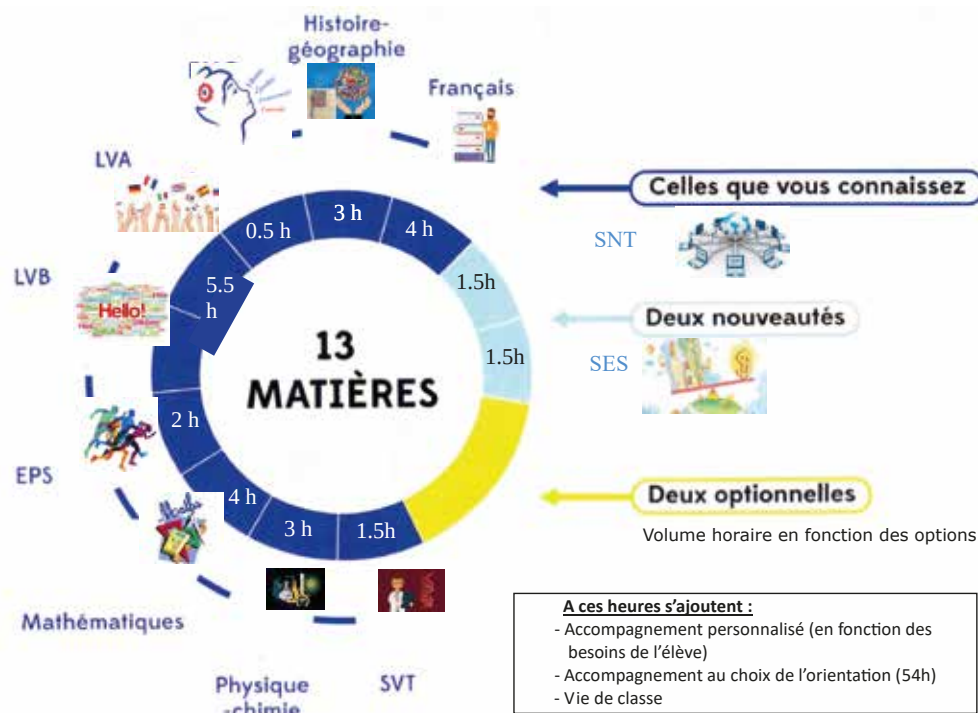 Histoire-
géographie
Français
LVA
LVB
EPS
Mathématiques
Physique
-chimie
SVT
Hello!
0.5 h
3 h
4 h
5.5
h
2 h
4 h
3 h
1.5h
1.5h
1.5h
13
MATIÈRES
Celles que vous connaissez
SNT
Deux nouveautés
SES
Deux optionnelles
Volume horaire en fonction des options
A ces heures s'ajoutent :
- Accompagnement personnalisé (en fonction des
besoins de l'élève)
- Accompagnement au choix de l'orientation (54h)
- Vie de classe